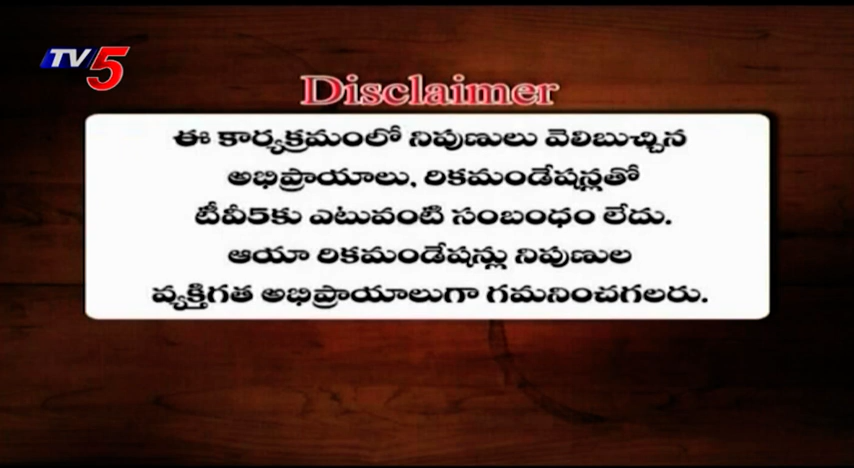 TV5
Disclaimer
ఈ కార్యక్రమంలో నిపుణులు వెలిబుచ్చిన
అభిప్రాయాలు, రికమండేషన్లతో
టీవీ5కు ఎటువంటి సంబంధం లేదు.
ఆయా రికమండేషన్లు నిపుణుల
వ్యక్తిగత అభిప్రాయాలుగా గమనించగలరు.